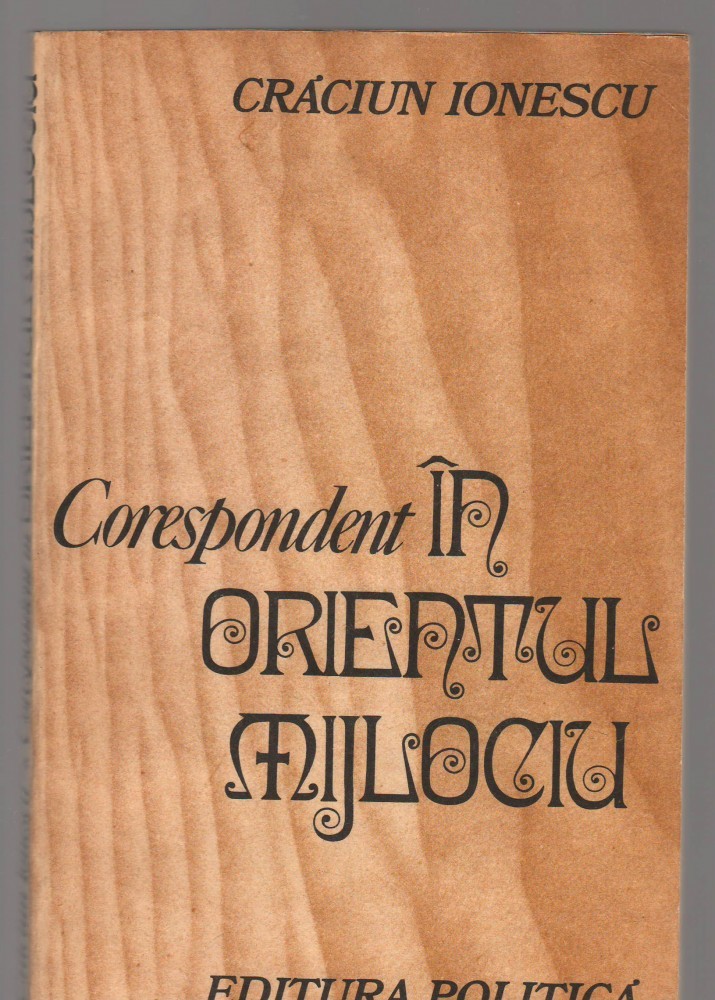 CRĂCIUN IONESCU
Corespondent ÎN
ORIENTUL
MIJLOCIU
EDITURA POLITICĂ